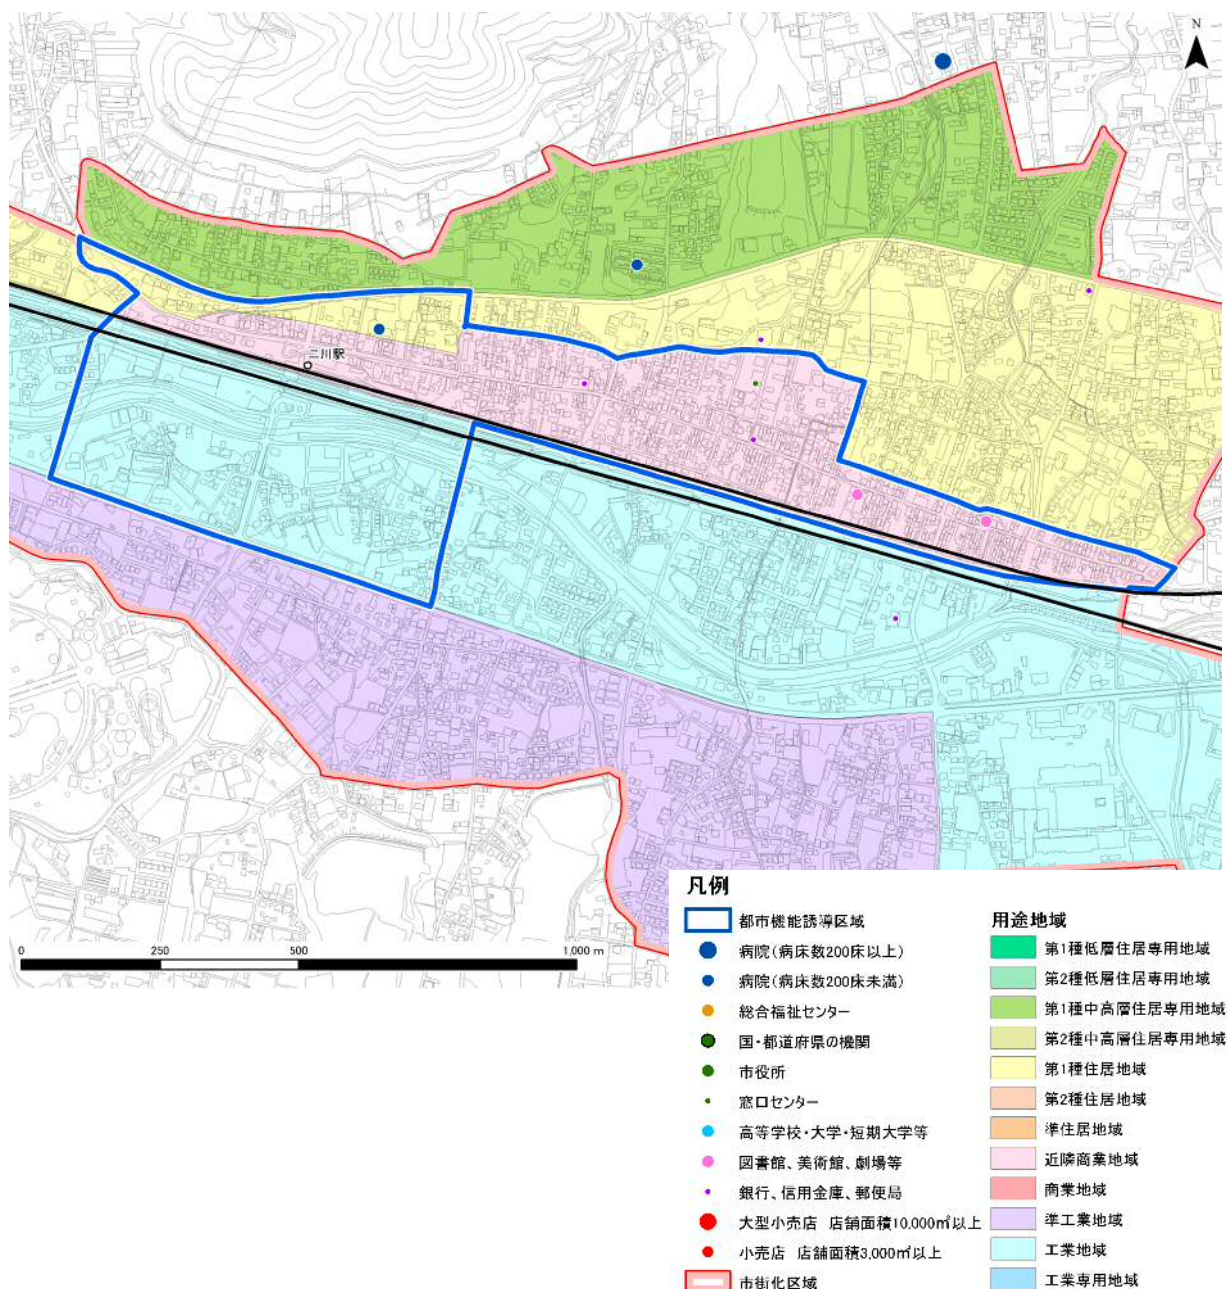 N
二川駅
0 250 500 1,000 m
凡例
都市機能誘導区域
病院(病床数200床以上)
病院(病床数200床未満)
総合福祉センター
国・都道府県の機関
市役所
窓口センター
高等学校・大学・短期大学等
図書館、美術館、劇場等
銀行、信用金庫、郵便局
大型小売店 店舗面積10,000㎡以上
小売店 店舗面積3,000㎡以上
市街化区域
用途地域
第1種低層住居専用地域
第2種低層住居専用地域
第1種中高層住居専用地域
第2種中高層住居専用地域
第1種住居地域
第2種住居地域
準住居地域
近隣商業地域
商業地域
準工業地域
工業地域
工業専用地域